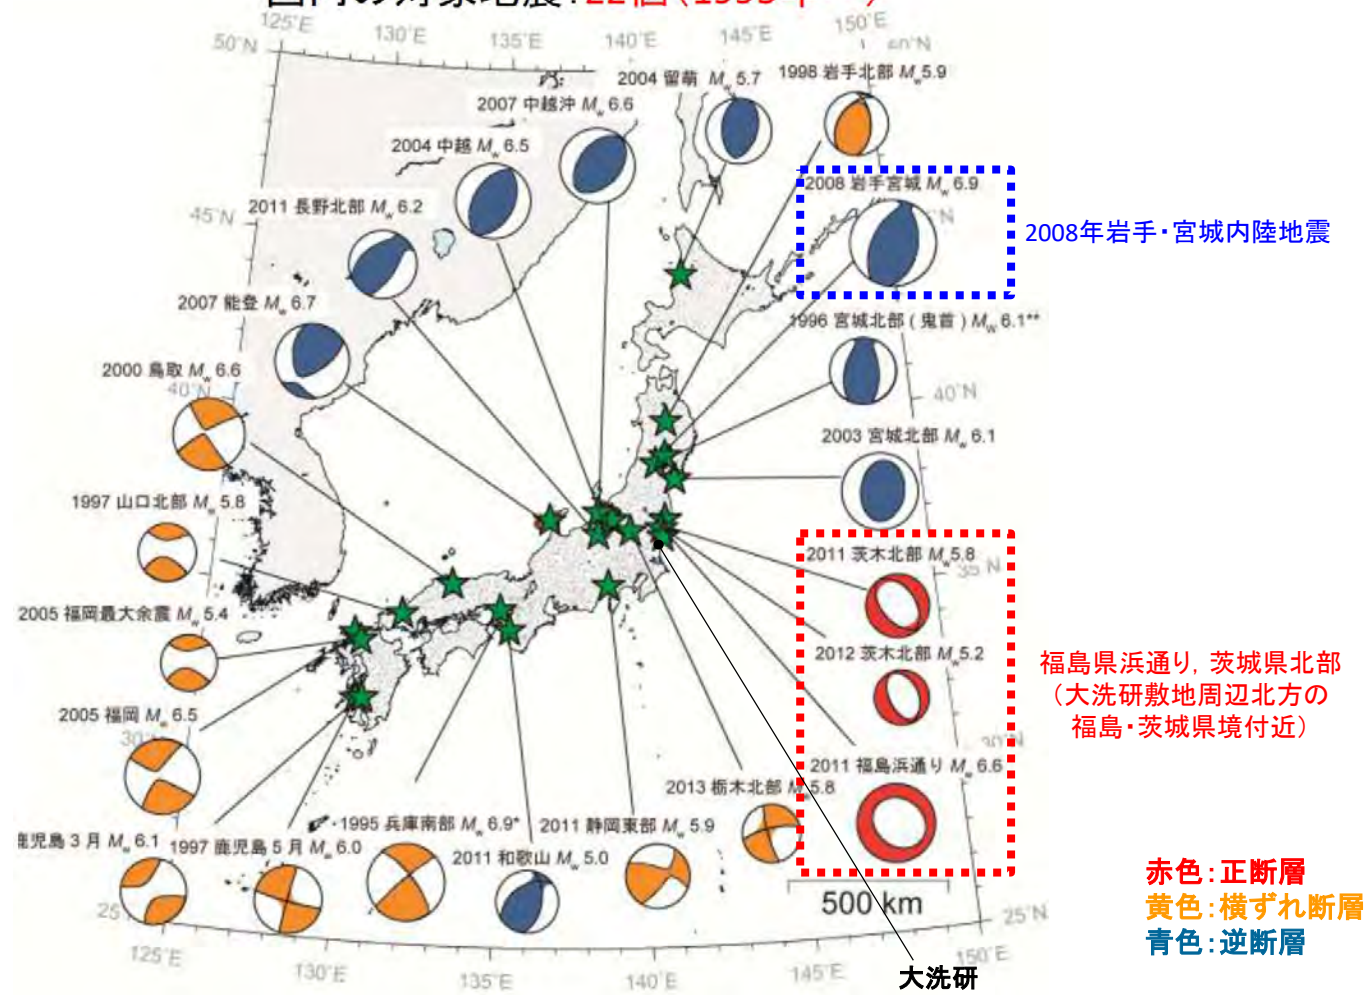 125°E
130°E
135°E
140°E
145°E
150°E
50°N
2004 留萌 Mw 5.7
1998 岩手北部 Mw5.9
2007 中越沖 Mw 6.6
2004 中越 Mw 6.5
2008 岩手宮城 Mw 6.9
2011 長野北部 Mw 6.2
45°N
2008年岩手・宮城内陸地震
2007 能登 Mw 6.7
1996 宮城北部 ( 鬼首 ) Mw 6.1**
2000 鳥取 Mw 6.6
40°N
40°N
2003 宮城北部 Mw 6.1
1997 山口北部 Mw 5.8
2011 茨木北部 Mw5.8
35°N
2005 福岡最大余震 Mw 5.4
2012 茨木北部 Mw5.2
福島県浜通り, 茨城県北部
(大洗研敷地周辺北方の
福島・茨城県境付近)
2005 福岡 Mw 6.5
2011 福島浜通り Mw 6.6
2013 栃木北部 Mw5.8
鹿児島 3 月 Mw 6.1
1997 鹿児島 5 月 Mw 6.0
1995 兵庫南部 Mw 6.9*
2011 静岡東部 Mw 5.9
2011 和歌山 Mw 5.0
赤色:正断層
黄色:横ずれ断層
青色:逆断層
500 km
25°N
125°E
130°E
135°E
140°E
145°E
150°E
大洗研